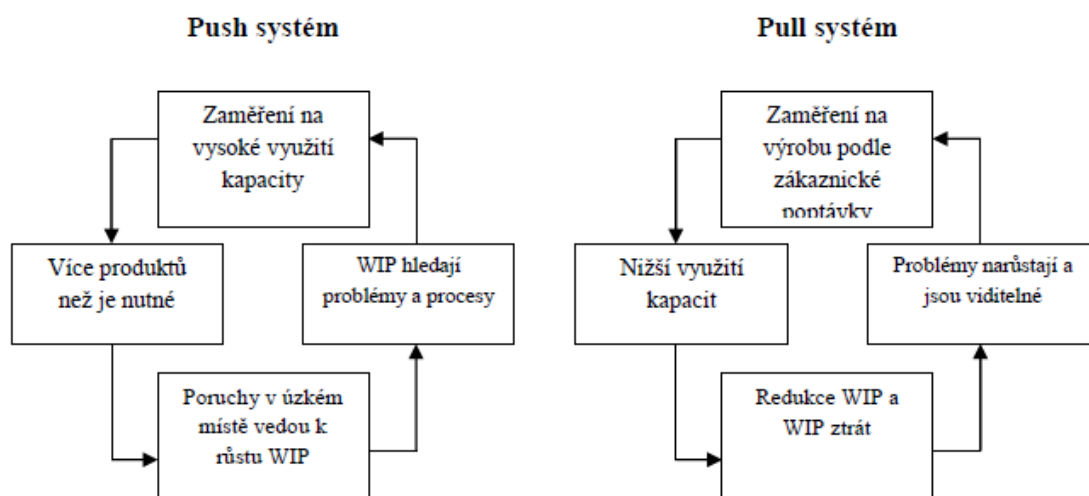 Push systém
Pull systém
Zaměření na
vysoké využití
kapacity
Více produktů
než je nutné
WIP hledají
problémy a procesy
Poruchy v úzkém
místě vedou k
růstu WIP
Zaměření na
výrobu podle
zákaznické
poptávky
Nižší využití
kapacit
Problémy narůstají a
jsou viditelné
Redukce WIP a
WIP ztrát